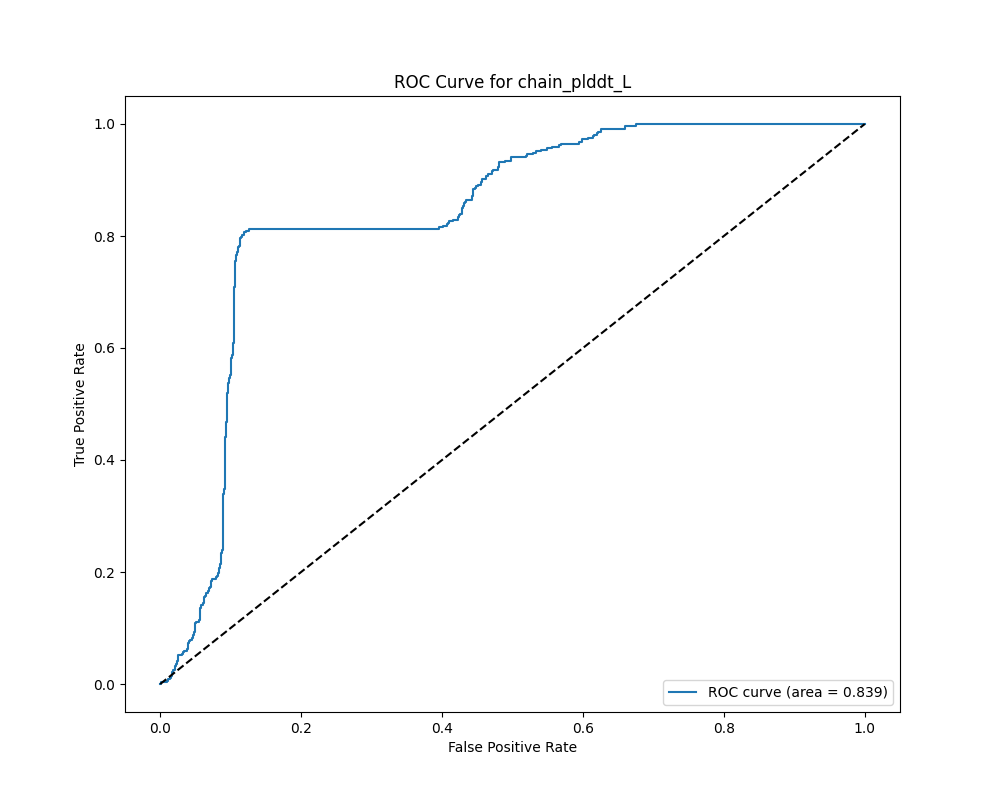 ROC Curve for chain_plddt_L
1.0
0.8
0.6
0.4
0.2
0.0
True Positive Rate
ROC curve (area = 0.839)
0.0 0.2 0.4 0.6 0.8 1.0
False Positive Rate